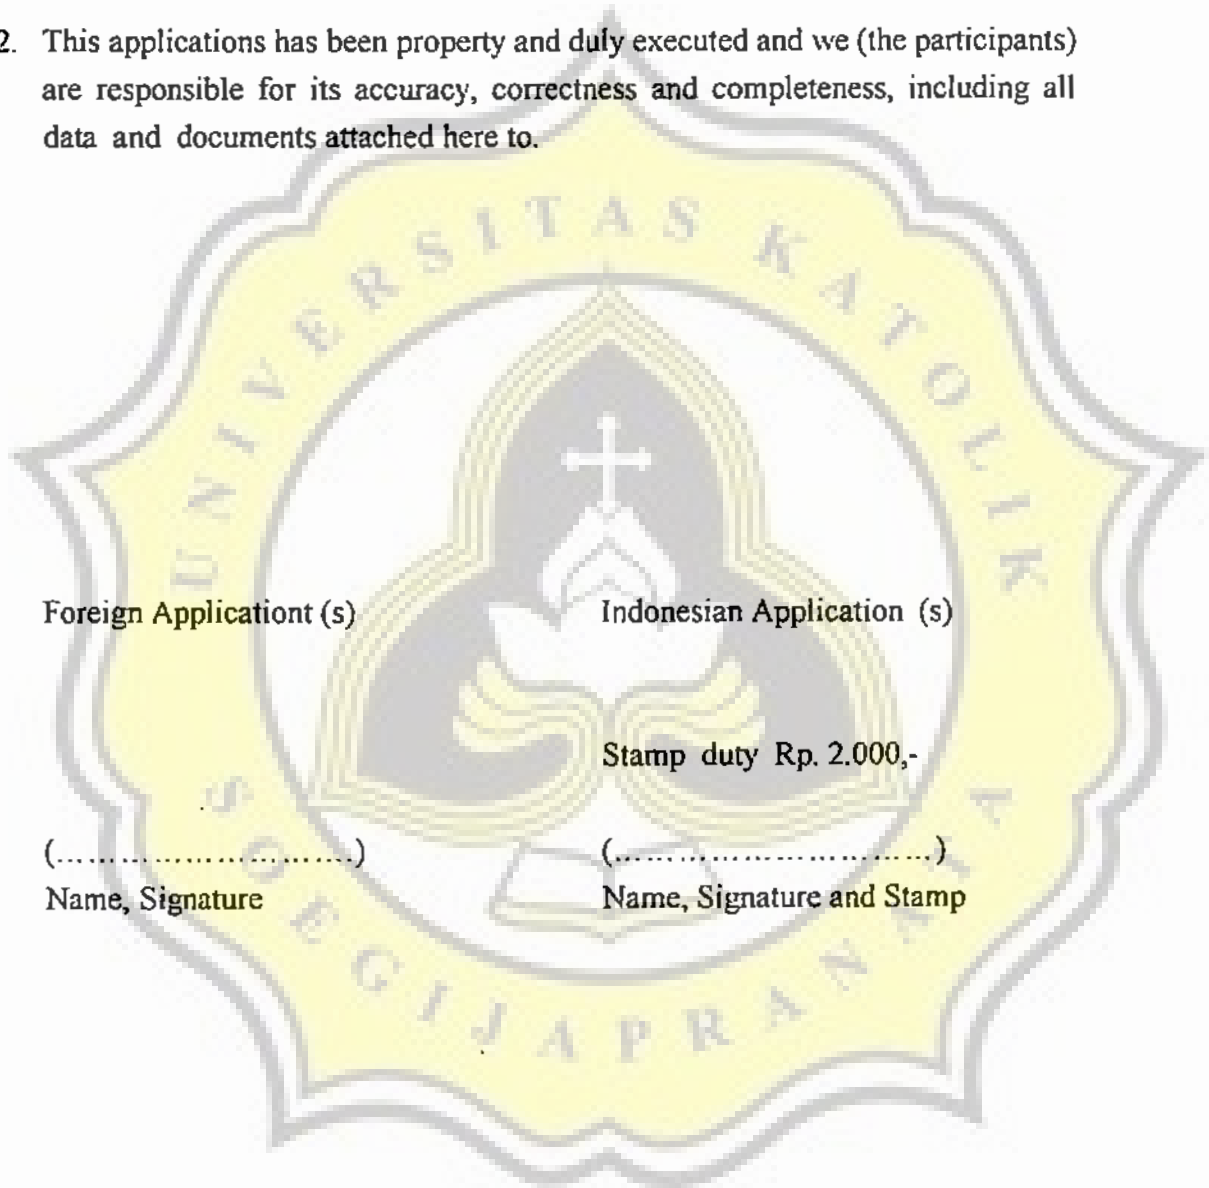 2. This applications has been property and duly executed and we (the participants)
are responsible for its accuracy, correctness and completeness, including all
data and documents attached here to.
UNIVERSITAS KATOLIK
SOEGIJAPRANATA
Foreign Applicationt (s) Indonesian Application (s)
Stamp duty Rp. 2.000,-
(............................) (..............................)
Name, Signature Name, Signature and Stamp